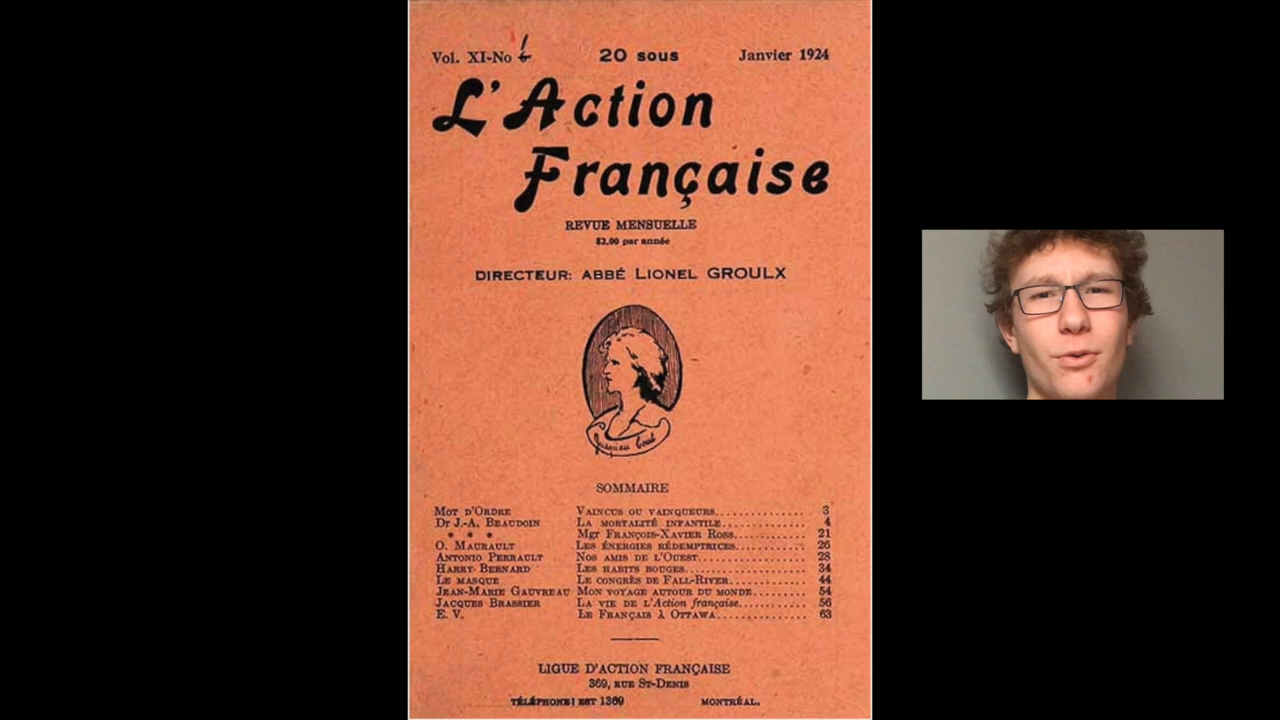 Vol. XI-No 1
20 sous
Janvier 1924
L'Action
Française
REVUE MENSUELLE
$2.00 par année
DIRECTEUR: ABBÉ LIONEL GROULX
Jusqu'au bout
SOMMAIRE
MOT D'ORDRE VAINCUS OU VAINQUEURS............... 3
DR J.-A. BEAUDOIN LA MORTALITÉ INFANTILE............... 4
* * * MGR FRANÇOIS-XAVIER ROSS............ 21
O. MAURAULT LES ÉNERGIES RÉDEMPTRICES............ 26
ANTONIO PERRAULT NOS AMIS DE L'OUEST.................. 28
HARRY BERNARD LES HABITS ROUGES.................... 34
LE MASQUE LE CONGRÈS DE FALL-RIVER............. 44
JEAN-MARIE GAUVREAU MON VOYAGE AUTOUR DU MONDE......... 54
JACQUES BRASSIER LA VIE DE L'Action française........... 56
E. V. LE FRANÇAIS À OTTAWA............... 63
LIGUE D'ACTION FRANÇAISE
369, RUE ST-DENIS
TÉLÉPHONE: EST 1369 MONTRÉAL.